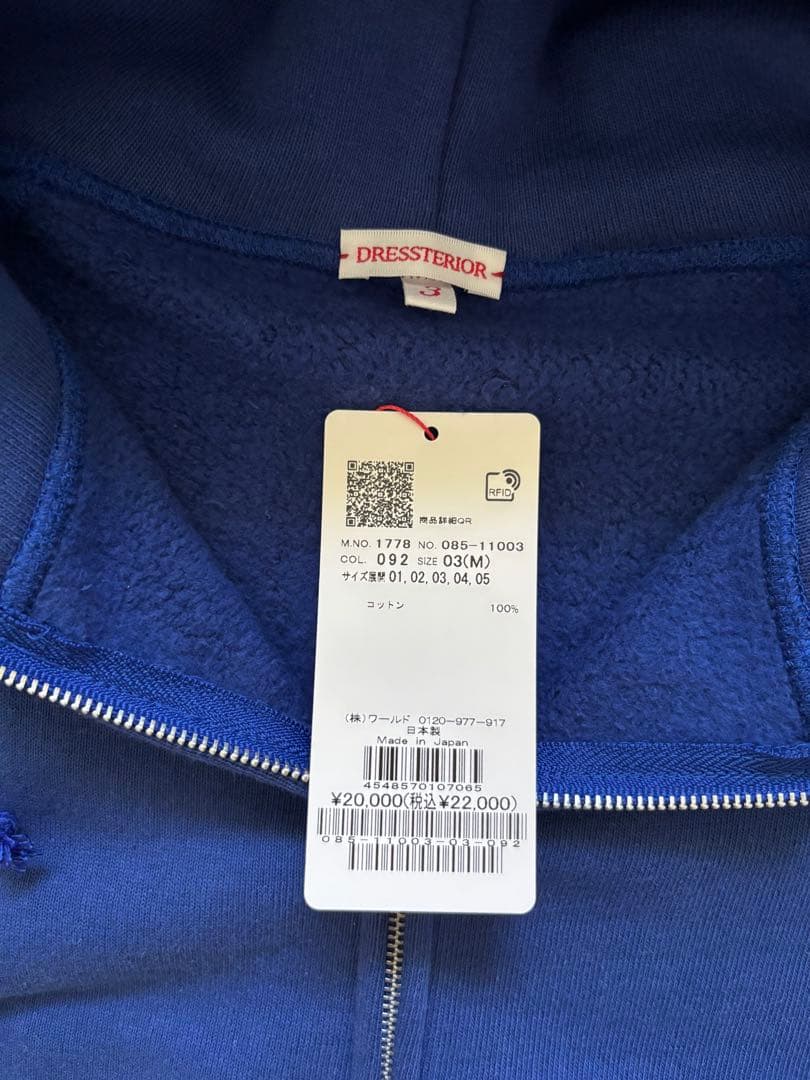 DRESSTERIOR
3
RFID
商品詳細QR
M.NO. 1778 NO. 085-11003
COL. 092 SIZE 03(M)
サイズ展開 01, 02, 03, 04, 05
コットン 100%
(株)ワールド 0120-977-917
日本製
Made in Japan
4548570107065
¥20,000(税込¥22,000)
085-11003-03-092